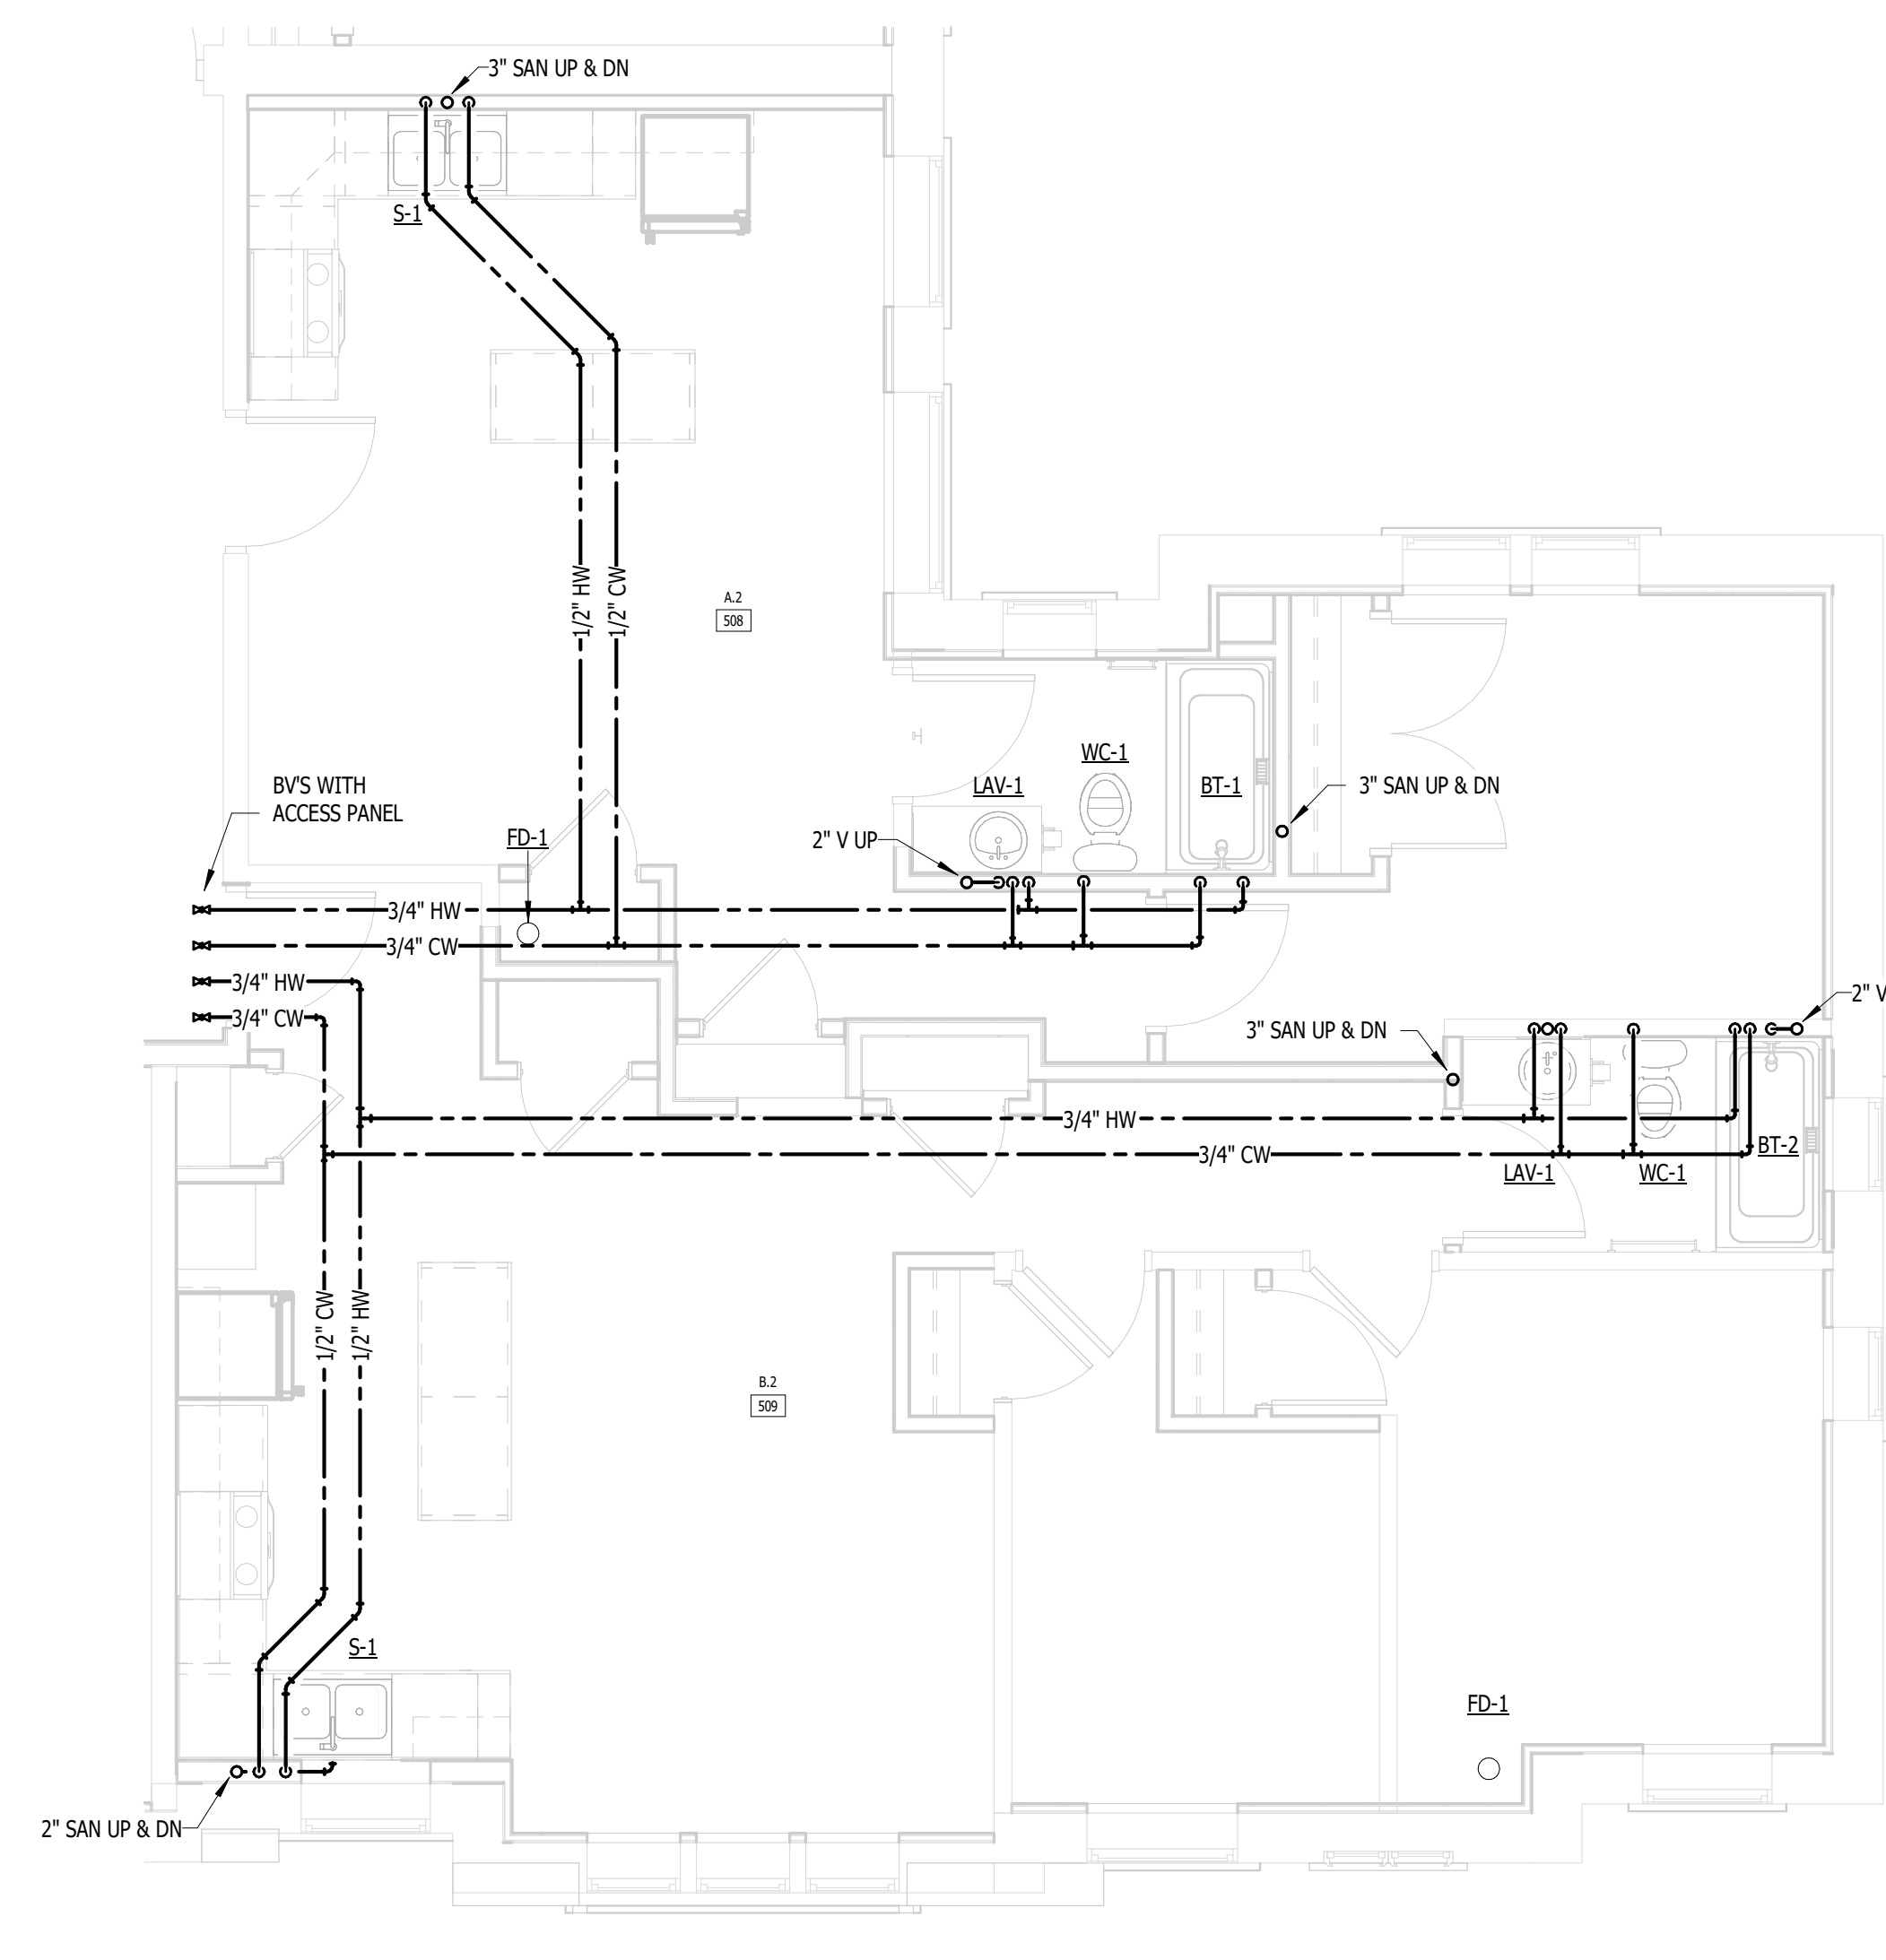 3" SAN UP & DN
S-1
1/2" HW
1/2" CW
A.2
508
WC-1
LAV-1
BT-1
3" SAN UP & DN
BV'S WITH
ACCESS PANEL
FD-1
2" V UP
3/4" HW
3/4" CW
3/4" HW
3/4" CW
2" V
3" SAN UP & DN
3/4" HW
3/4" CW
LAV-1
WC-1
BT-2
1/2" CW
1/2" HW
B.2
509
S-1
FD-1
2" SAN UP & DN